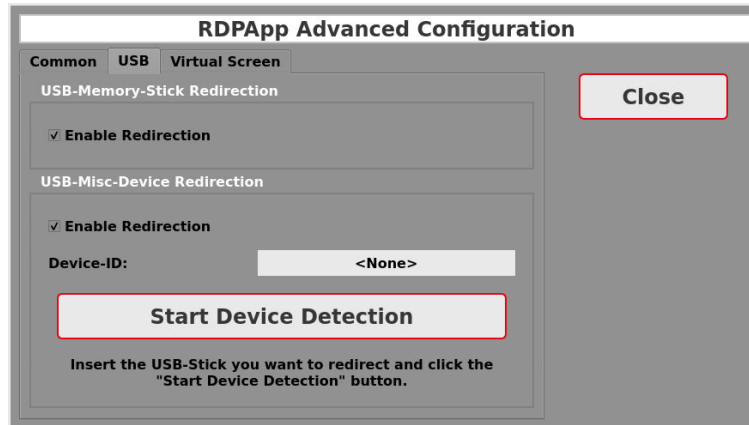 RDPApp Advanced Configuration
Common USB Virtual Screen
USB-Memory-Stick Redirection
Close
Enable Redirection
USB-Misc-Device Redirection
Enable Redirection
Device-ID: <None>
Start Device Detection
Insert the USB-Stick you want to redirect and click the
"Start Device Detection" button.